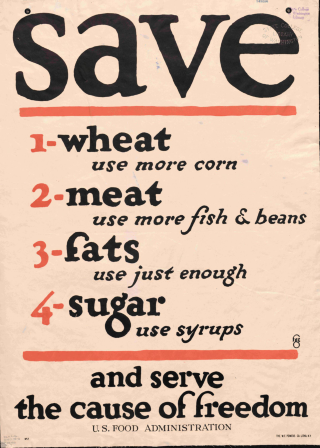 save
1-wheat
use more corn
2-meat
use more fish & beans
3-fats
use just enough
4-sugar
use syrups
and serve
the cause of freedom
U.S. FOOD ADMINISTRATION